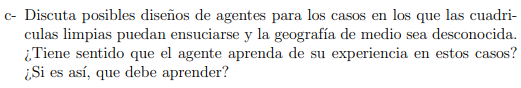 c- Discuta posibles diseños de agentes para los casos en los que las cuadri-
culas limpias puedan ensuciarse y la geografía de medio sea desconocida.
¿Tiene sentido que el agente aprenda de su experiencia en estos casos?
¿Si es así, que debe aprender?